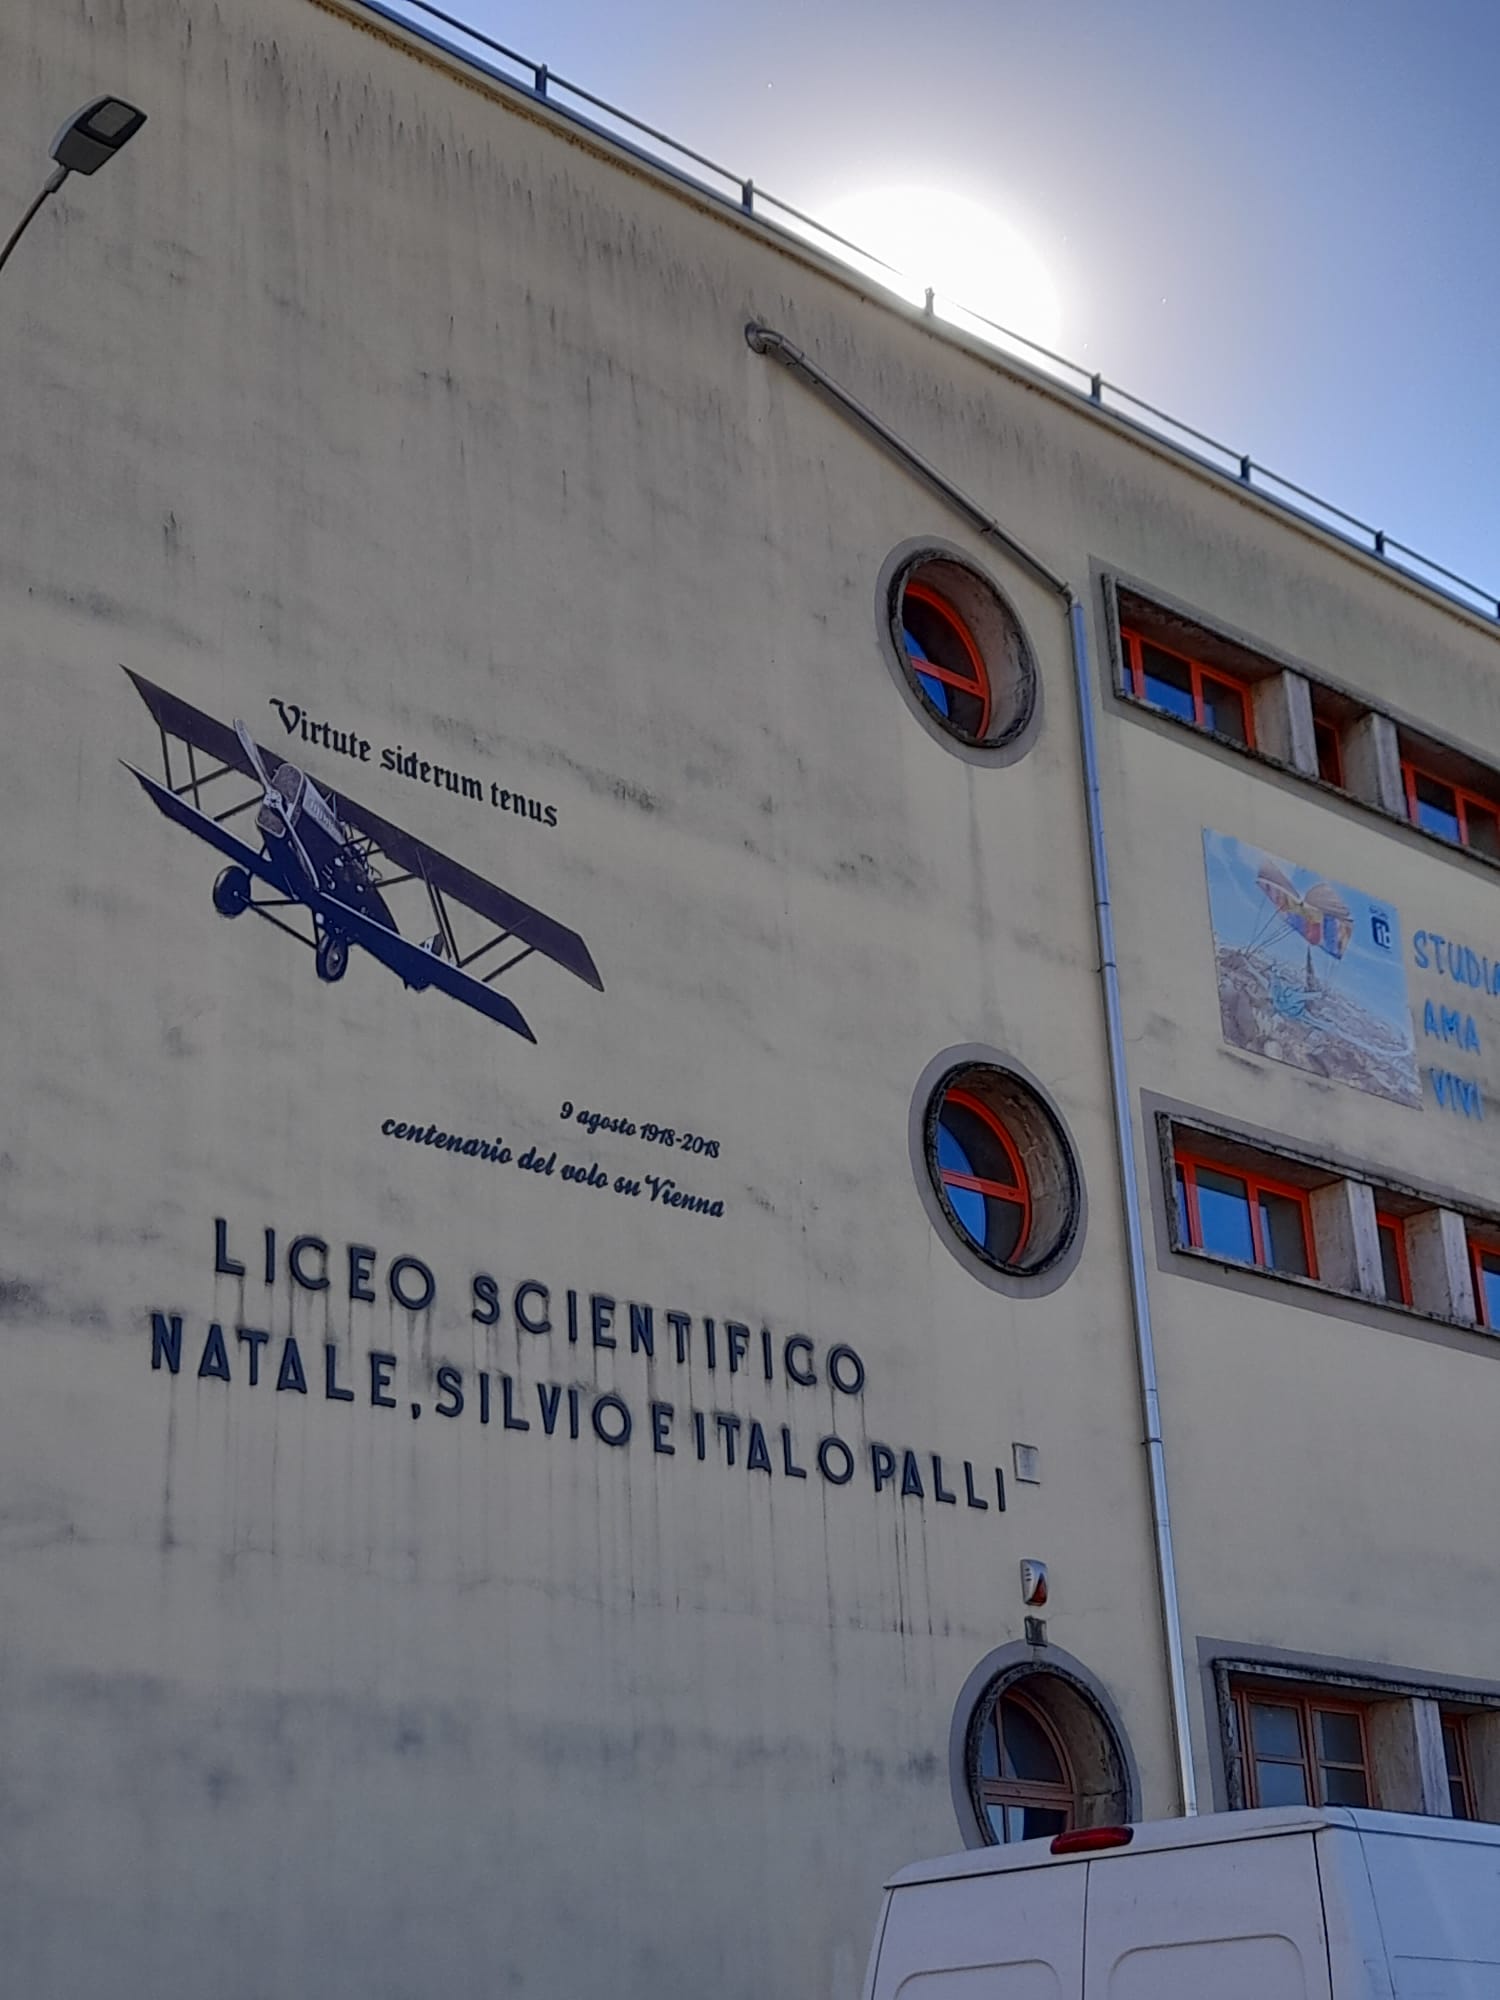 Virtute siderum tenus
9 agosto 1918-2018
centenario del volo su Vienna
LICEO SCIENTIFICO
NATALE, SILVIO E ITALO PALLI
AMA
VIVI